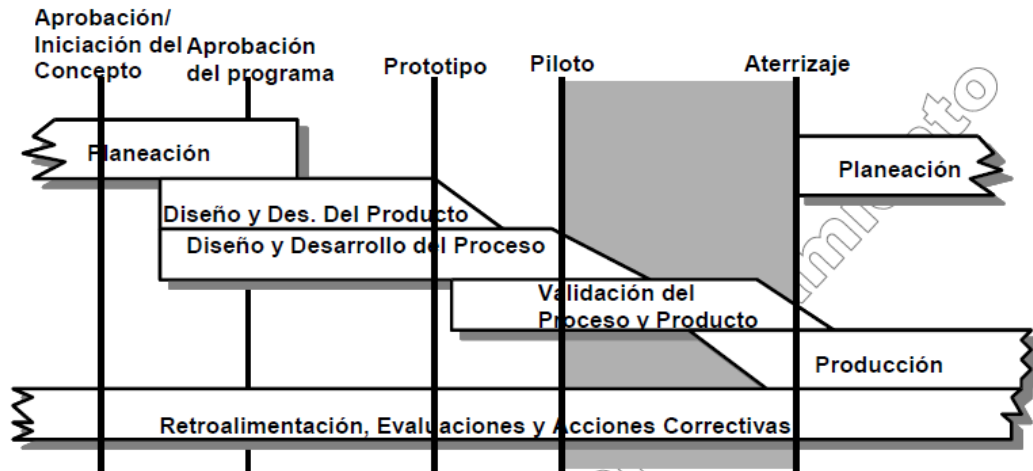 Aprobación/
Iniciación del
Concepto
Aprobación
del programa
Prototipo
Piloto
Aterrizaje
Planeación
Planeación
Diseño y Des. Del Producto
Diseño y Desarrollo del Proceso
Validación del
Proceso y Producto
Producción
Retroalimentación, Evaluaciones y Acciones Correctivas